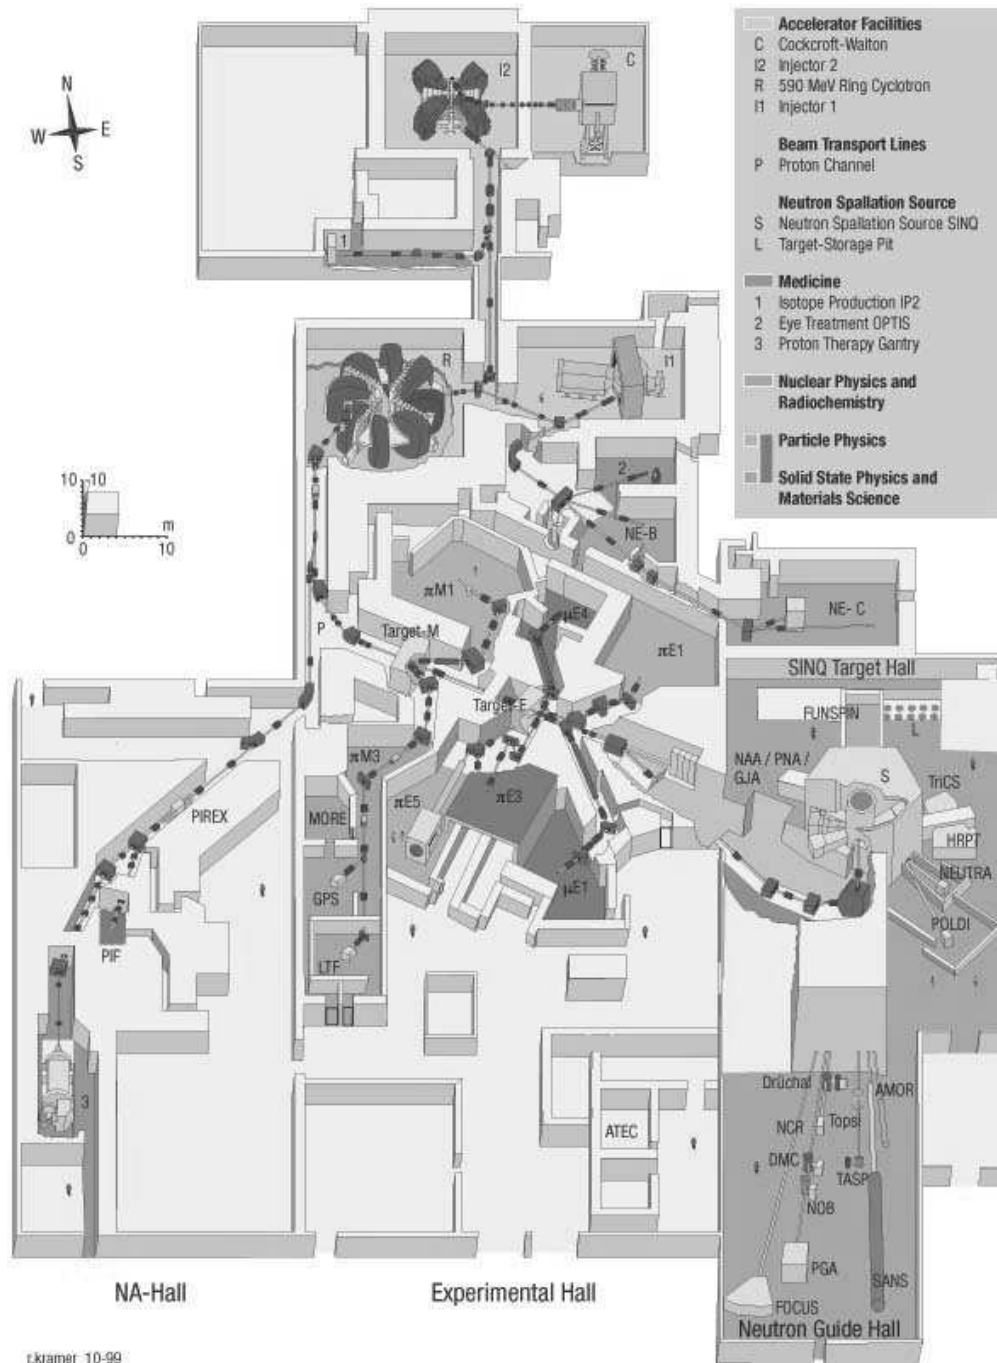 N
W E
S
I2
C
Accelerator Facilities
C Cockcroft-Walton
I2 Injector 2
R 590 MeV Ring Cyclotron
I1 Injector 1
Beam Transport Lines
P Proton Channel
Neutron Spallation Source
S Neutron Spallation Source SINQ
L Target-Storage Pit
Medicine
1 Isotope Production IP2
2 Eye Treatment OPTIS
3 Proton Therapy Gantry
Nuclear Physics and
Radiochemistry
Particle Physics
Solid State Physics and
Materials Science
1
R
I1
2
10 10
m
0
0 10
NE-B
πM1
μE4
NE- C
P
Target-M
πE1
SINQ Target Hall
Target-E
FUNSPIN
L
πM3
NAA / PNA /
GJA
S
TriCS
πE5
πE3
PIREX
MORE
HRPT
NEUTRA
GPS
μE1
POLDI
PIF
LTF
3
Drüchal
AMOR
ATEC
NCR
Topsi
DMC
TASP
NOB
PGA
SANS
FOCUS
NA-Hall
Experimental Hall
Neutron Guide Hall
r.kramer 10-99